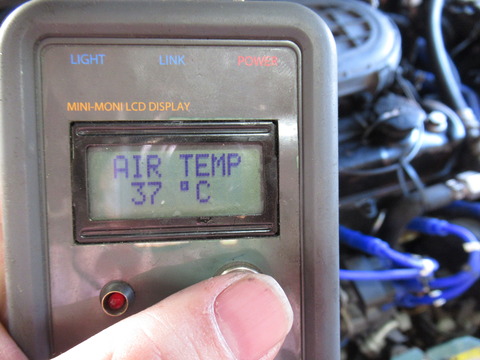 LIGHT LINK POWER
MINI-MONI LCD DISPLAY
AIR TEMP
37 °C